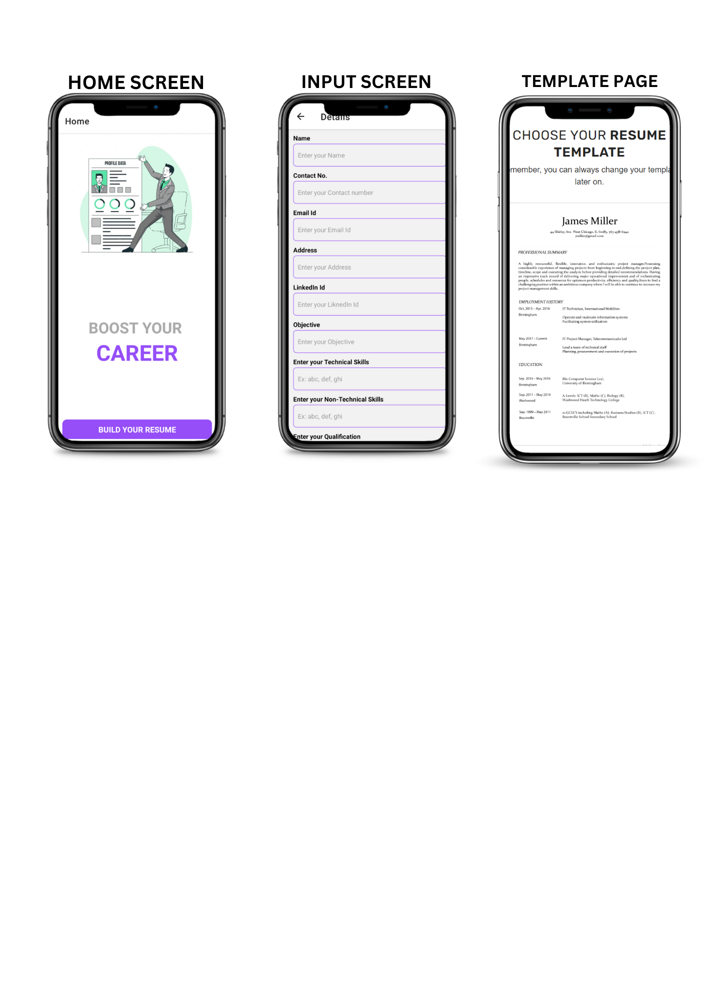 HOME SCREEN
Home
PROFILE DATA
BOOST YOUR
CAREER
BUILD YOUR RESUME
INPUT SCREEN
Details
Name
Enter your Name
Contact No.
Enter your Contact number
Email Id
Enter your Email Id
Address
Enter your Address
LinkedIn Id
Enter your LiknedIn Id
Objective
Enter your Objective
Enter your Technical Skills
Ex: abc, def, ghi
Enter your Non-Technical Skills
Ex: abc, def, ghi
Enter your Qualification
TEMPLATE PAGE
CHOOSE YOUR RESUME
TEMPLATE
emember, you can always change your templa
later on.
James Miller
44 Shirley Ave. West Chicago, IL 60185, 563-458-6942
jmiller@gmail.com
PROFESSIONAL SUMMARY
A highly resourceful, flexible, innovative, and enthusiastic project manager.Possessing
considerable experience of managing projects from beginning to end.defining the project plan,
timeline, scope and executing the analysis before providing detailed recommendations. Having
an impressive track record of delivering major operational improvement and of orchestrating
people, schedules and resources for optimum productivity, efficiency and quality.Keen to find a
challenging position within an ambitious company where I will be able to continue to increase my
project management skills.
EMPLOYMENT HISTORY
Oct. 2015 – Apr. 2016 IT Technician, International Mobilites
Birmingham
Operate and maintain information systems
Facilitating system utilization
May 2017 – Current IT Project Manager, Telecommunicado Ltd
Birmingham
Lead a team of technical staff
Planning, procurement and execution of projects
EDUCATION
Sep. 2014 – May 2016 BSc Computer Science (2:1),
Birmingham University of Birmingham
Sep. 2011 – May 2014 A-Levels: ICT (B), Maths (C), Biology (B),
Washwood Washwood Heath Technology College
Sep. 1999 – May 2011 10 GCSE'S including Maths (A), Business Studies (B), ICT (C) .
Bournville Bournville School Secondary School